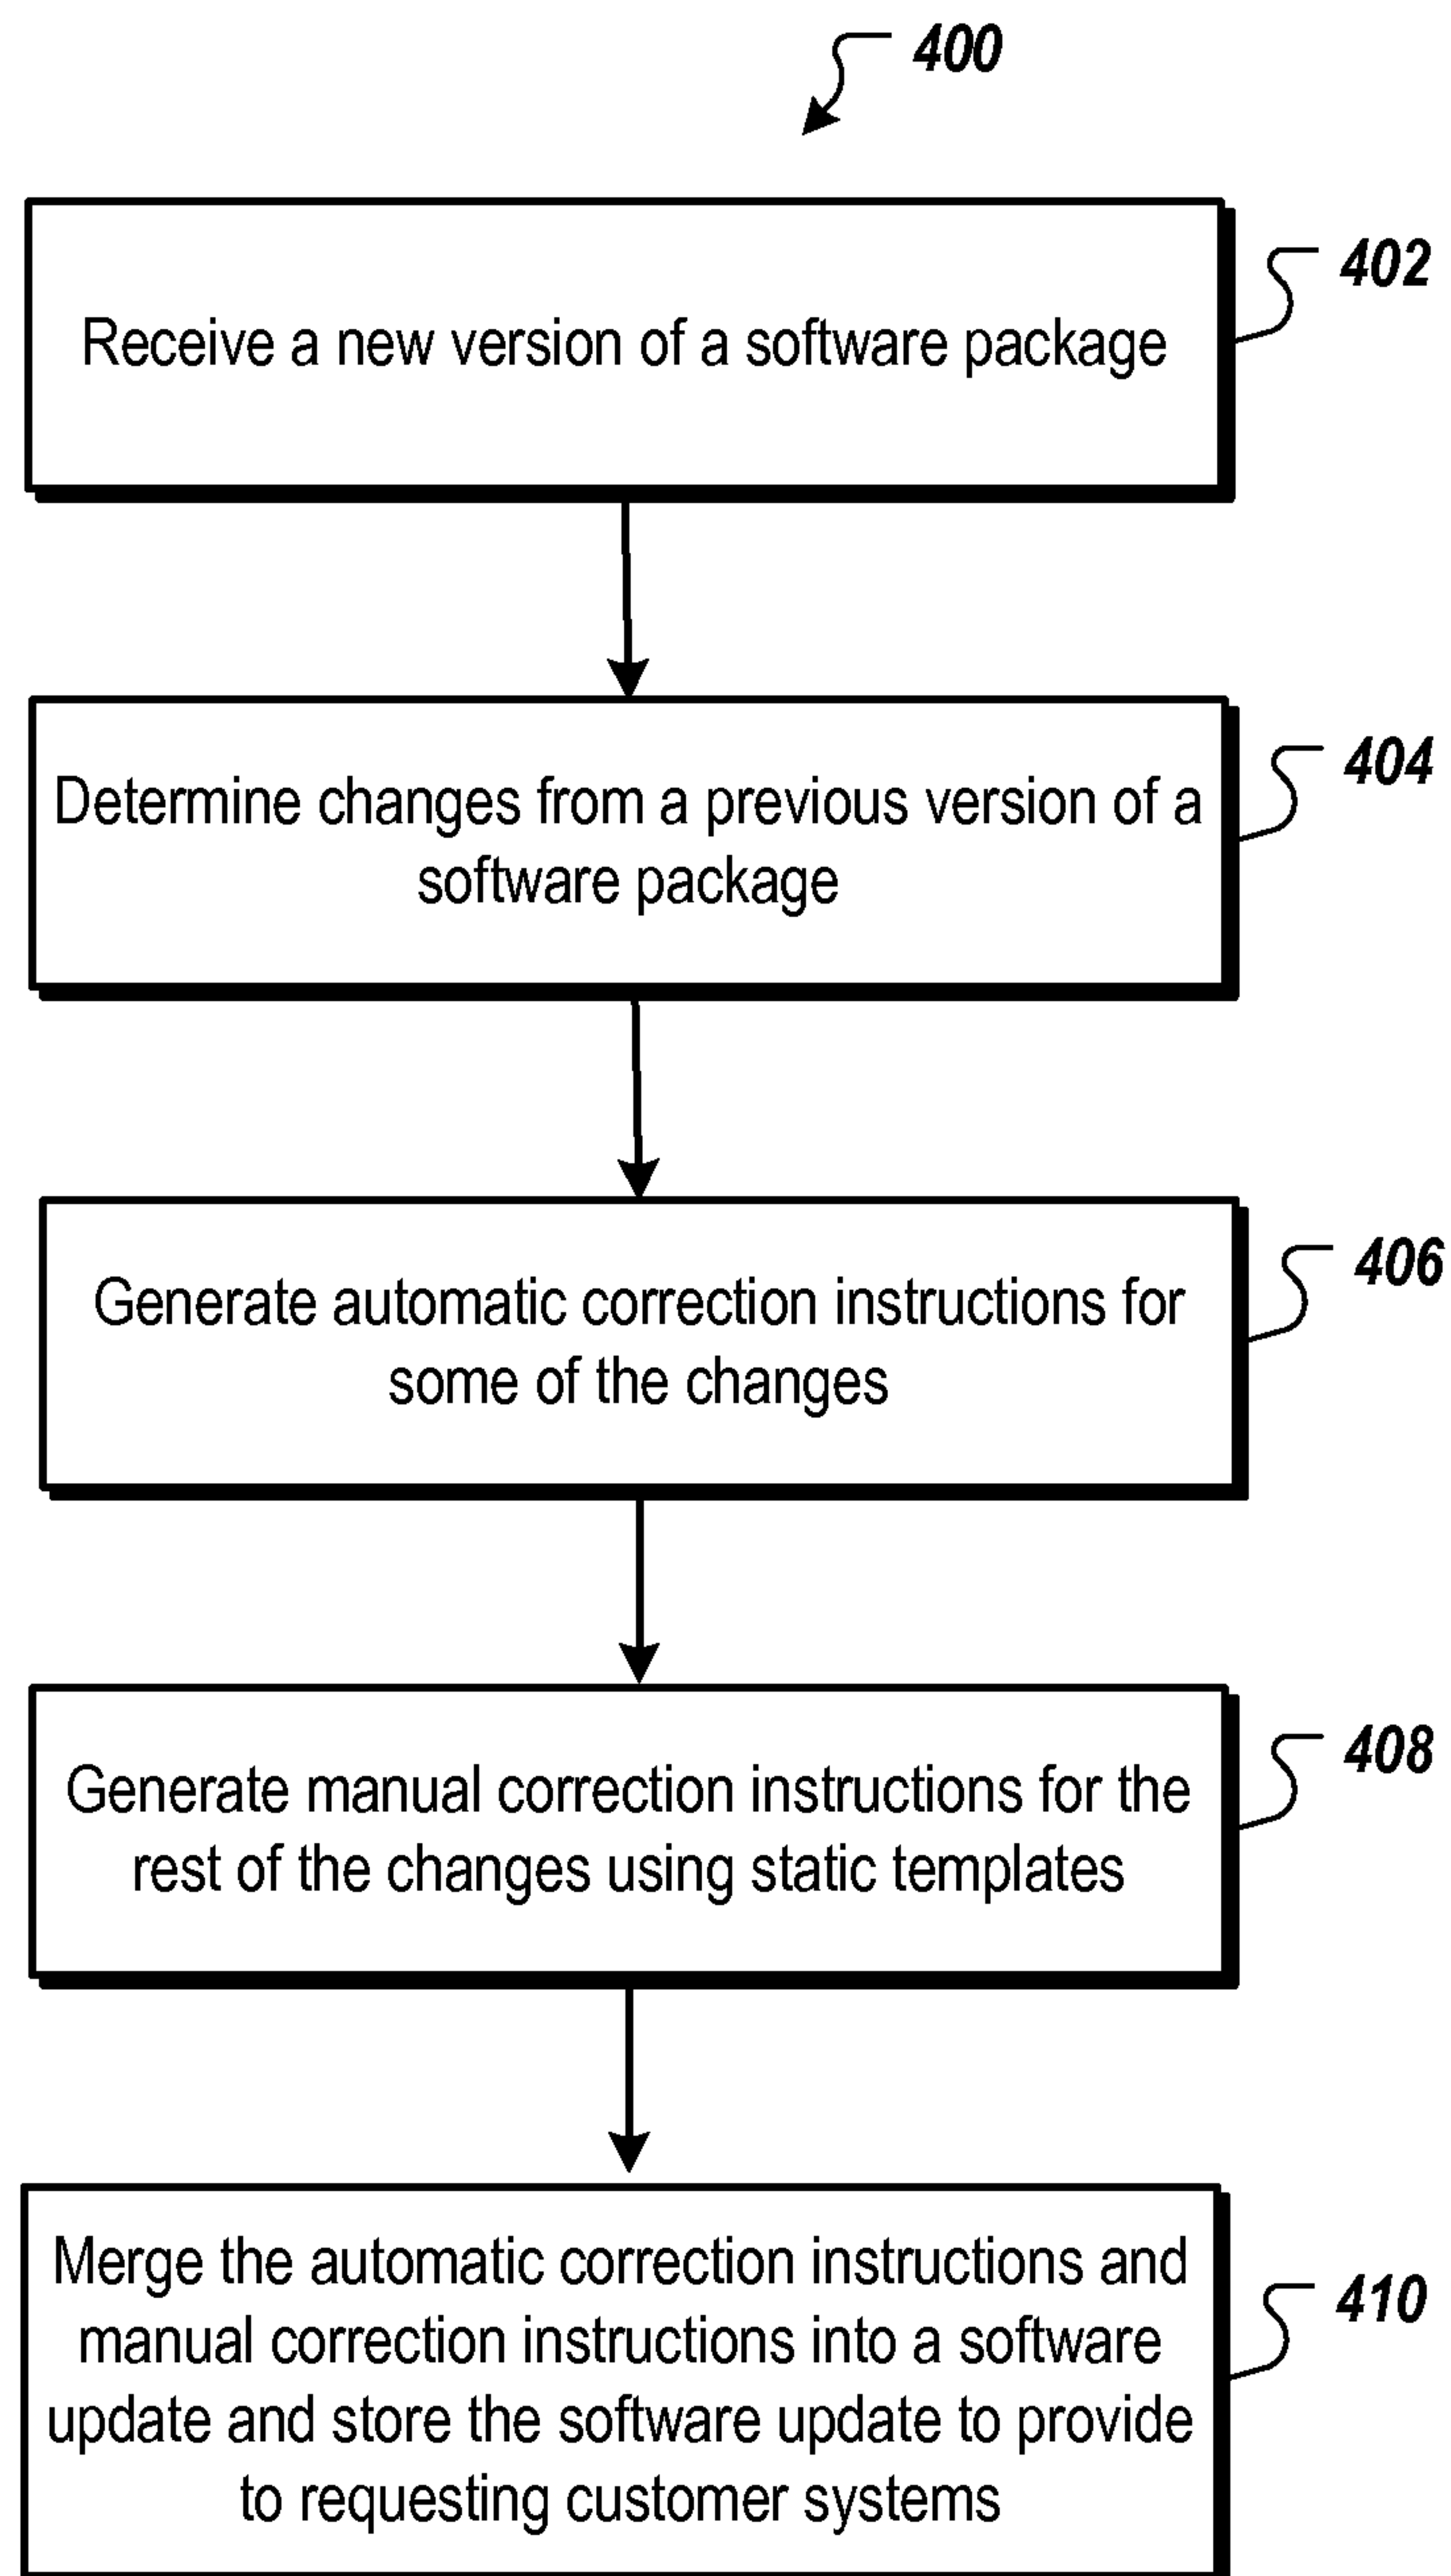 400
Receive a new version of a software package
402
Determine changes from a previous version of a
software package
404
Generate automatic correction instructions for
some of the changes
406
Generate manual correction instructions for the
rest of the changes using static templates
408
Merge the automatic correction instructions and
manual correction instructions into a software
update and store the software update to provide
to requesting customer systems
410